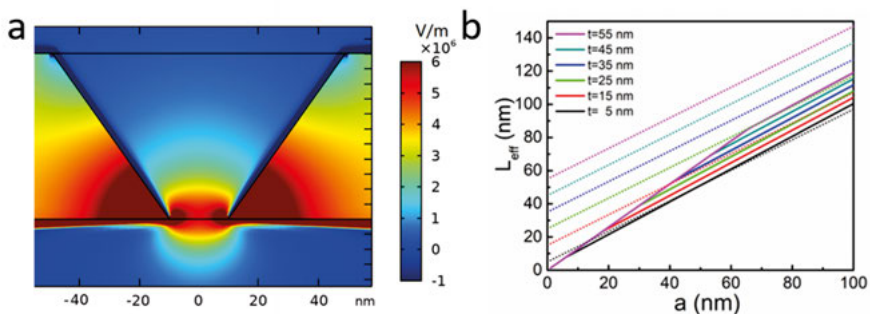 a
V/m
×10⁶
6
5
4
3
2
1
0
-1
-40 -20 0 20 40 nm
b
t=55 nm
t=45 nm
t=35 nm
t=25 nm
t=15 nm
t= 5 nm
140
120
100
80
60
40
20
0
L_eff (nm)
0 20 40 60 80 100
a (nm)